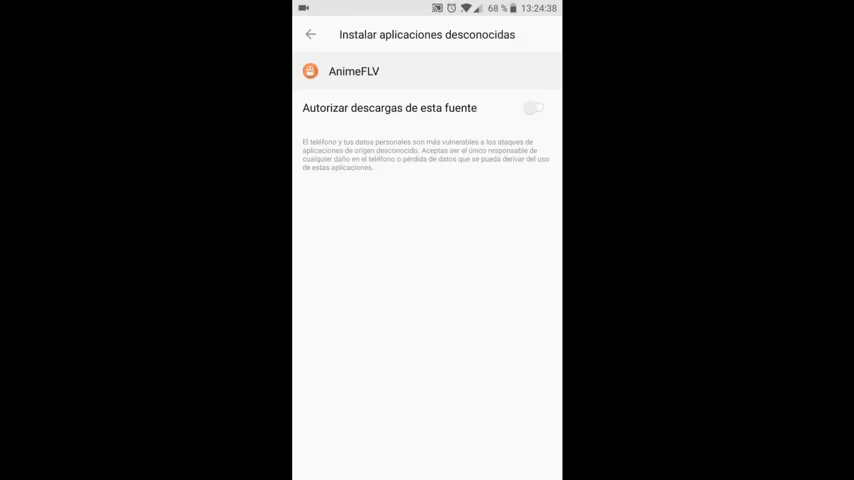 68 % 13:24:38
Instalar aplicaciones desconocidas
AnimeFLV
Autorizar descargas de esta fuente
El teléfono y tus datos personales son más vulnerables a los ataques de
aplicaciones de origen desconocido. Aceptas ser el único responsable de
cualquier daño en el teléfono o pérdida de datos que se pueda derivar del uso
de estas aplicaciones.